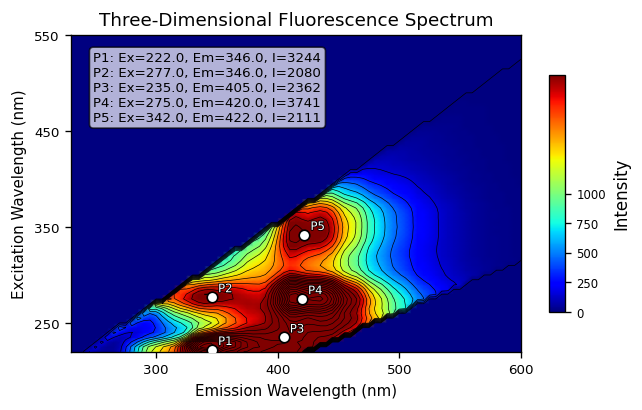 Three-Dimensional Fluorescence Spectrum
P1: Ex=222.0, Em=346.0, I=3244
P2: Ex=277.0, Em=346.0, I=2080
P3: Ex=235.0, Em=405.0, I=2362
P4: Ex=275.0, Em=420.0, I=3741
P5: Ex=342.0, Em=422.0, I=2111
550
450
350
250
Excitation Wavelength (nm)
P5
P2
P4
P3
P1
300
400
500
600
Emission Wavelength (nm)
1000
750
500
250
0
Intensity